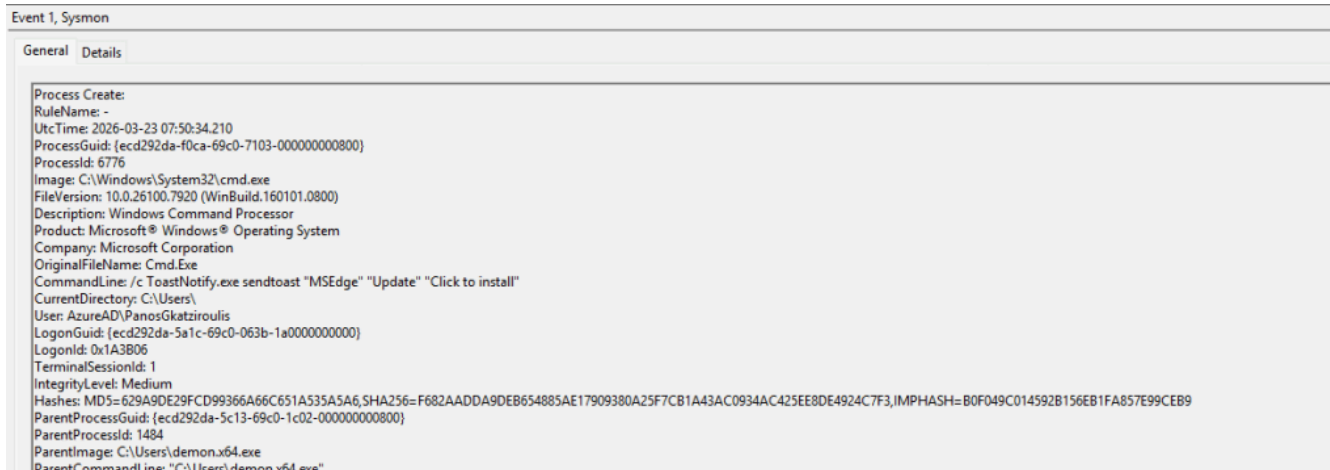 Event 1, Sysmon
General Details
Process Create:
RuleName: -
UtcTime: 2026-03-23 07:50:34.210
ProcessGuid: {ecd292da-f0ca-69c0-7103-000000000800}
ProcessId: 6776
Image: C:\Windows\System32\cmd.exe
FileVersion: 10.0.26100.7920 (WinBuild.160101.0800)
Description: Windows Command Processor
Product: Microsoft® Windows® Operating System
Company: Microsoft Corporation
OriginalFileName: Cmd.Exe
CommandLine: /c ToastNotify.exe sendtoast "MSEdge" "Update" "Click to install"
CurrentDirectory: C:\Users\
User: AzureAD\PanosGkatziroulis
LogonGuid: {ecd292da-5a1c-69c0-063b-1a0000000000}
LogonId: 0x1A3B06
TerminalSessionId: 1
IntegrityLevel: Medium
Hashes: MD5=629A9DE29FCD99366A66C651A535A5A6,SHA256=F682AADDA9DEB654885AE17909380A25F7CB1A43AC0934AC425EE8DE4924C7F3,IMPHASH=B0F049C014592B156EB1FA857E99CEB9
ParentProcessGuid: {ecd292da-5c13-69c0-1c02-000000000800}
ParentProcessId: 1484
ParentImage: C:\Users\demon.x64.exe
ParentCommandLine: "C:\Users\demon.x64.exe"